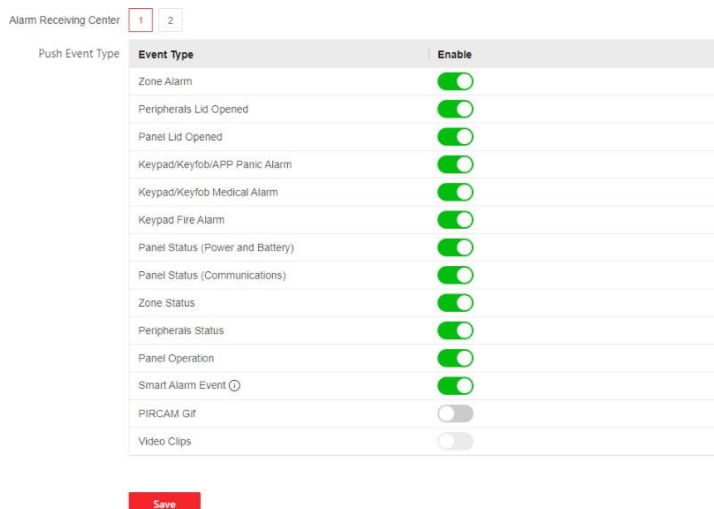 Alarm Receiving Center 1 2
Push Event Type Event Type Enable
Zone Alarm
Peripherals Lid Opened
Panel Lid Opened
Keypad/Keyfob/APP Panic Alarm
Keypad/Keyfob Medical Alarm
Keypad Fire Alarm
Panel Status (Power and Battery)
Panel Status (Communications)
Zone Status
Peripherals Status
Panel Operation
Smart Alarm Event
PIRCAM Gif
Video Clips
Save